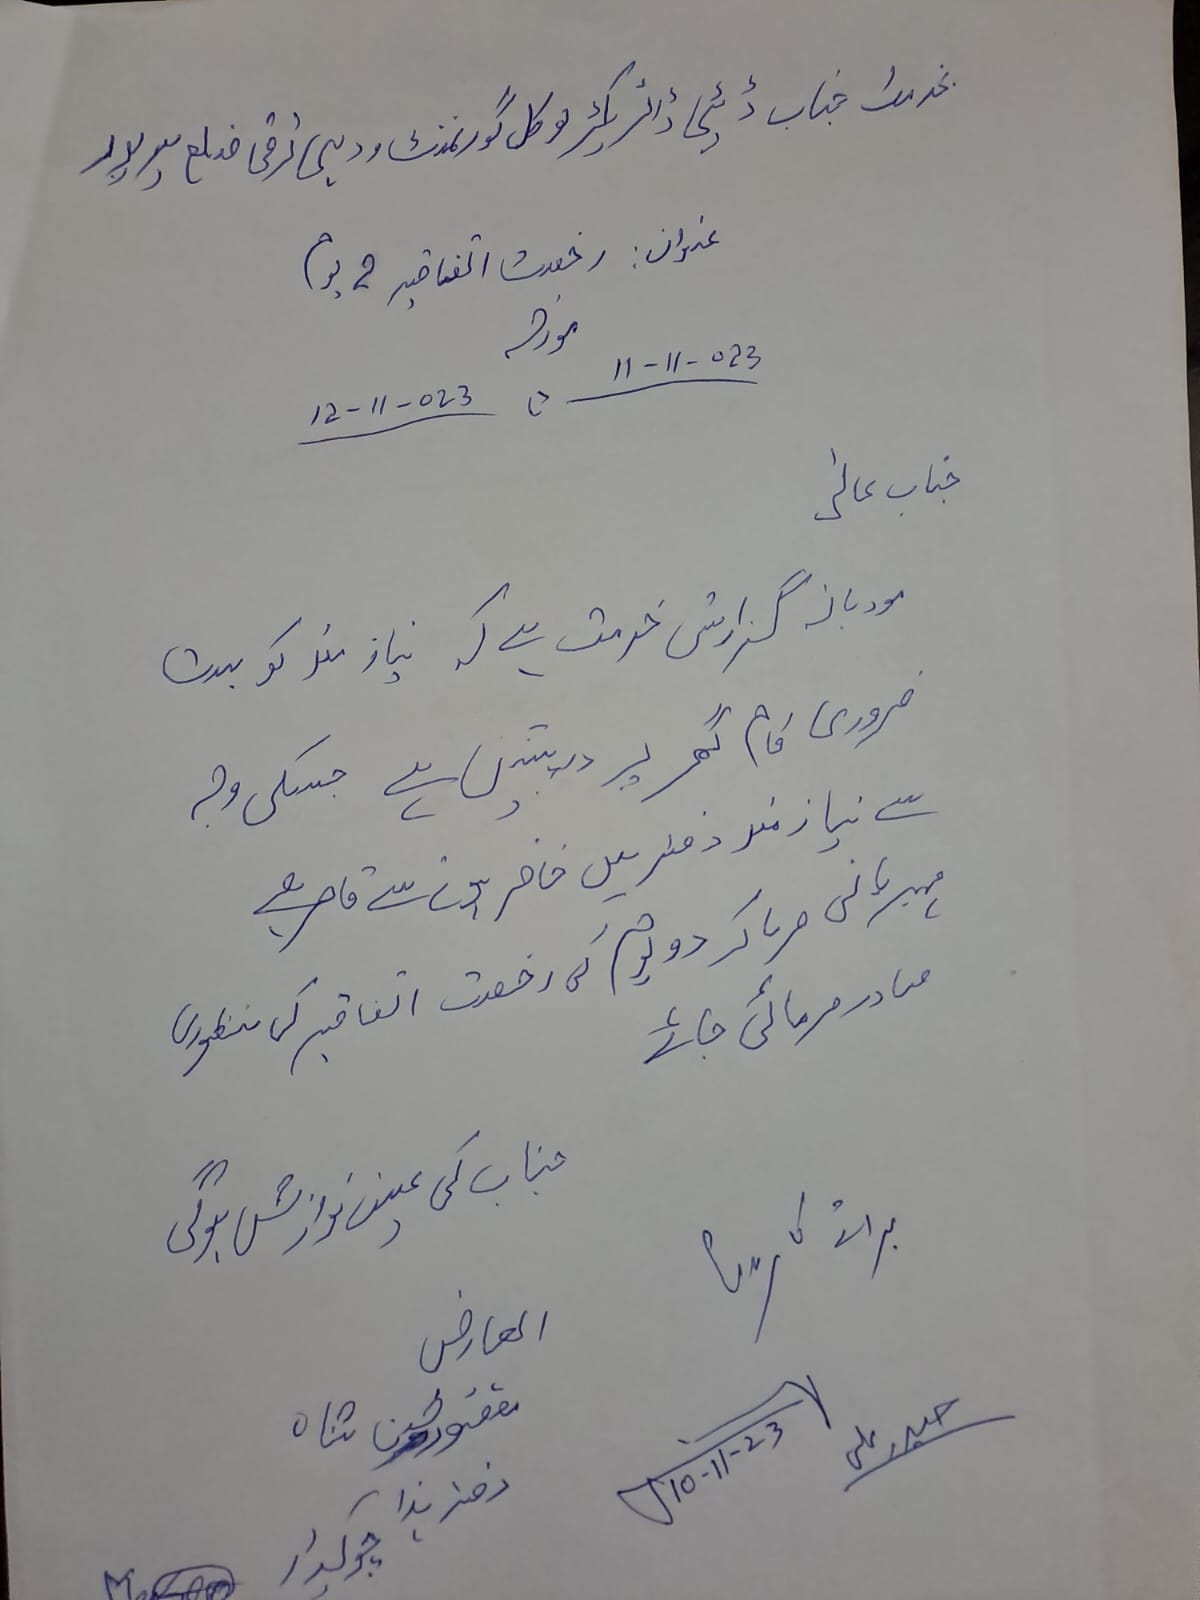 بخدمت جناب ڈپٹی ڈائریکٹر لوکل گورنمنٹ و دیہی ترقی ضلع میرپور
عنوان: رخصت اتفاقیہ 2 یوم
مورخہ
11-11-023 تا 12-11-023
جناب عالی
مودبانہ گزارش خدمت ہے کہ نیاز مند کو بہت
ضروری کام گھر پر درپیش ہے جسکی وجہ
سے نیاز مند دفتر میں حاضر ہونے سے قاصر ہے
مہربانی فرما کر دو یوم کی رخصت اتفاقیہ کی منظوری
صادر فرمائی جائے
جناب کی عین نوازش ہوگی
العارض
شاہ
دفتر ہذا
چوکیدار
برائے
حیدر علی
10-11-23